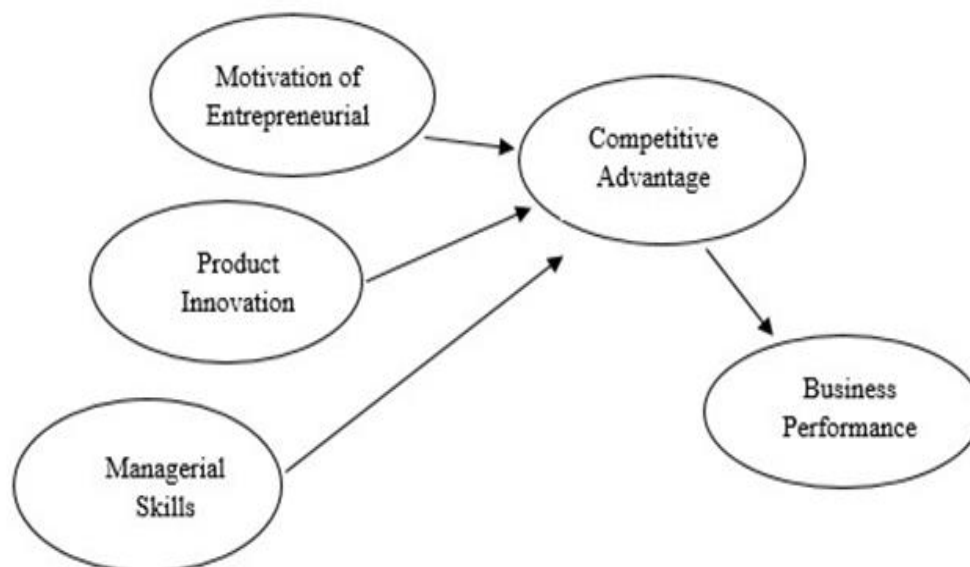 Motivation of
Entrepreneurial
Competitive
Advantage
Product
Innovation
Business
Performance
Managerial
Skills